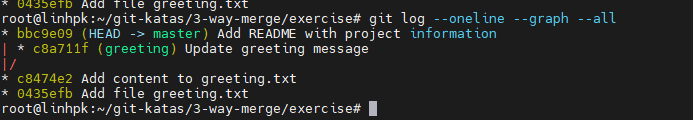 * 0435efb Add file greeting.txt
root@linhpk:~/git-katas/3-way-merge/exercise# git log --oneline --graph --all
* bbc9e09 (HEAD -> master) Add README with project information
| * c8a711f (greeting) Update greeting message
|/
* c8474e2 Add content to greeting.txt
* 0435efb Add file greeting.txt
root@linhpk:~/git-katas/3-way-merge/exercise#